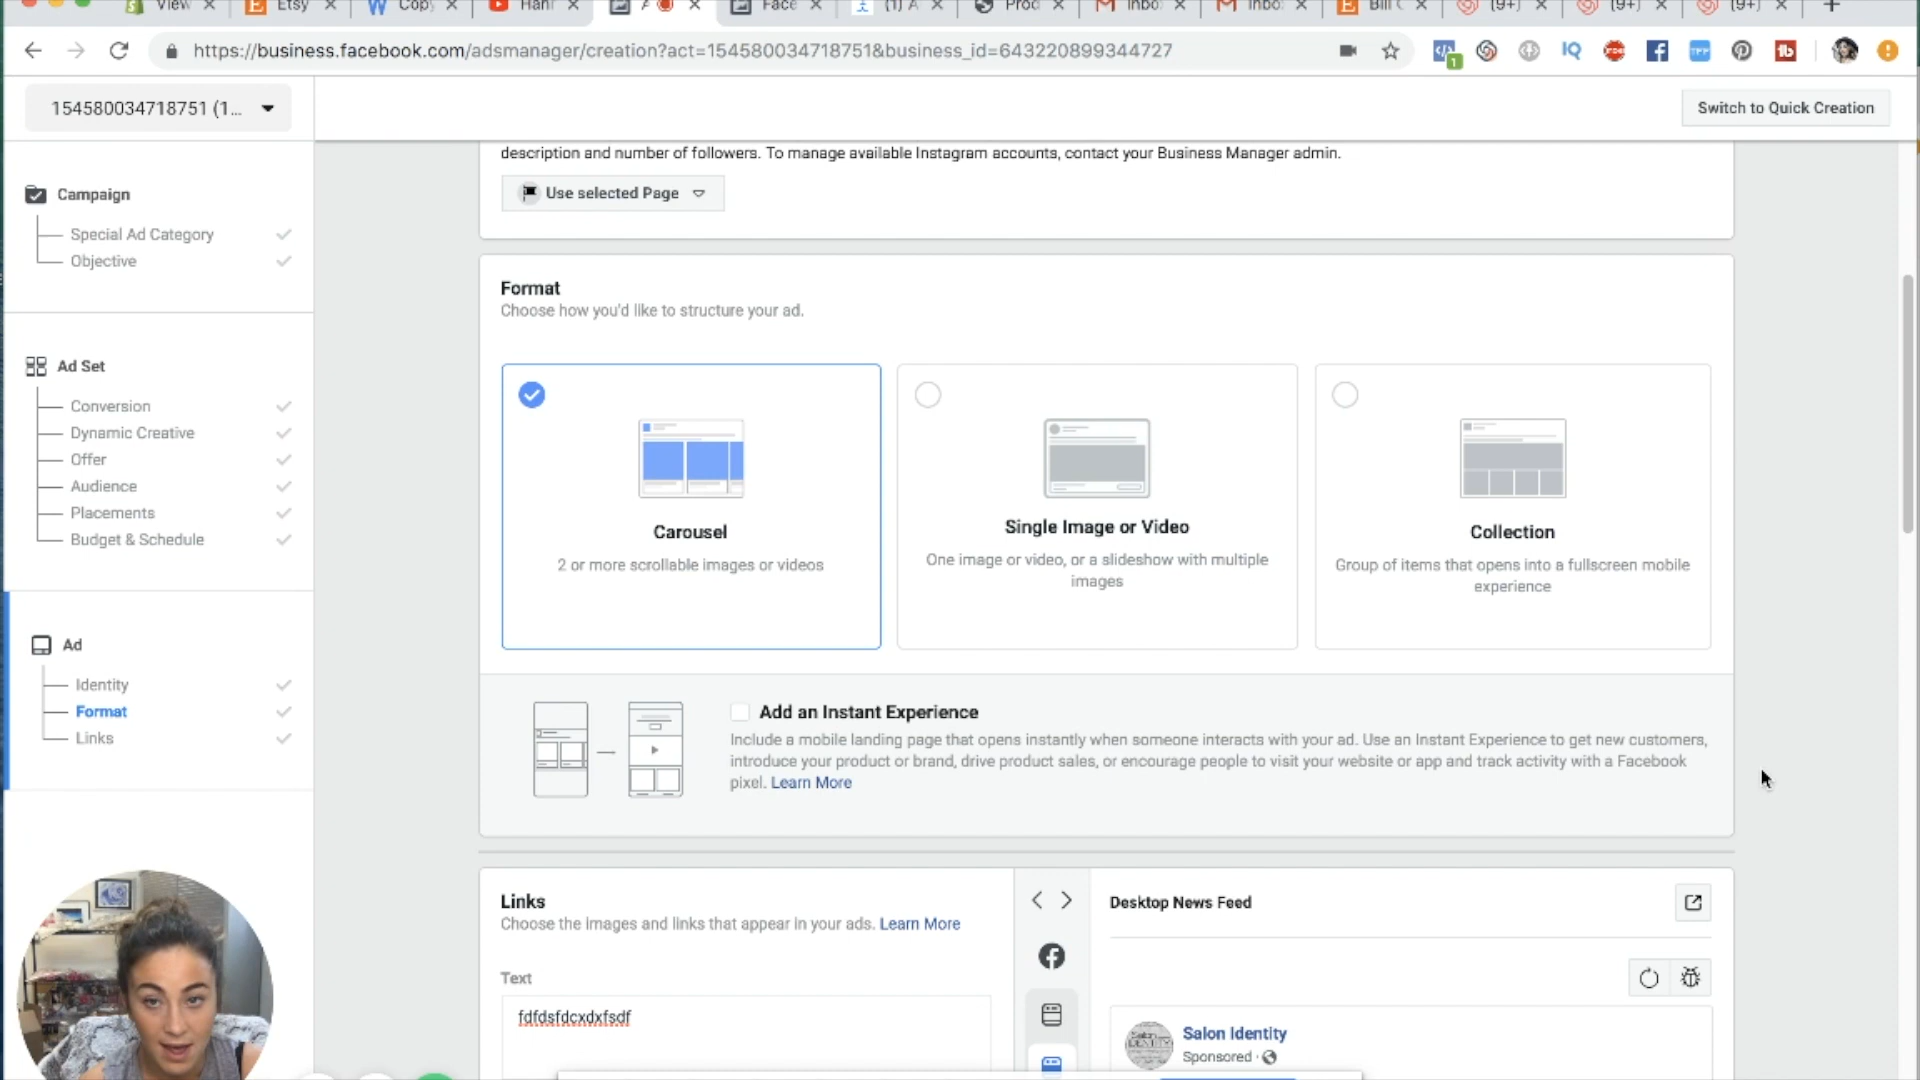 View
Etsy
Copy
Face
(1) A
Prod
Inbo
Inbo
Bill C
(9+)
(9+)
(9+)
https://business.facebook.com/adsmanager/creation?act=154580034718751&business_id=643220899344727
154580034718751 (1...
Switch to Quick Creation
description and number of followers. To manage available Instagram accounts, contact your Business Manager admin.
Use selected Page
Campaign
Special Ad Category
Objective
Ad Set
Conversion
Dynamic Creative
Offer
Audience
Placements
Budget & Schedule
Ad
Identity
Format
Links
Format
Choose how you'd like to structure your ad.
Carousel
2 or more scrollable images or videos
Single Image or Video
One image or video, or a slideshow with multiple
images
Collection
Group of items that opens into a fullscreen mobile
experience
Add an Instant Experience
Include a mobile landing page that opens instantly when someone interacts with your ad. Use an Instant Experience to get new customers,
introduce your product or brand, drive product sales, or encourage people to visit your website or app and track activity with a Facebook
pixel. Learn More
Links
Choose the images and links that appear in your ads. Learn More
Text
fdfdsfdcxdxfsdf
Desktop News Feed
Salon Identity
Sponsored ·